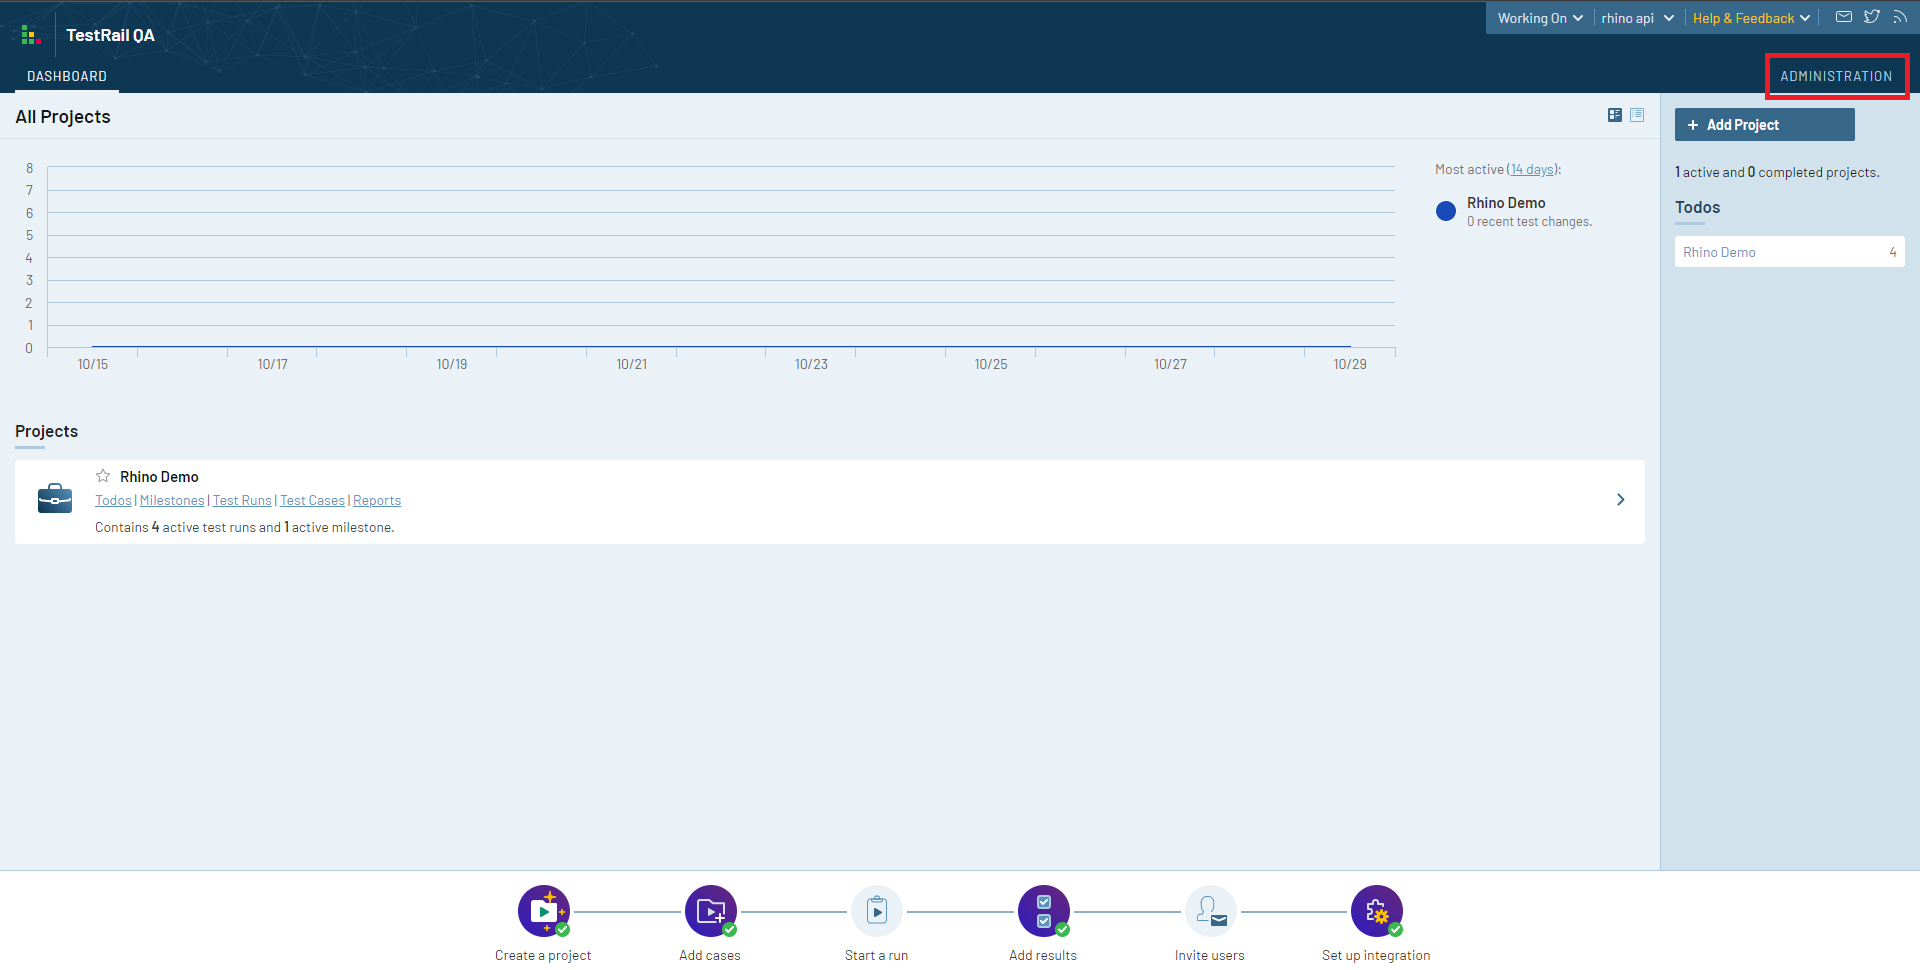 TestRail QA
Working On
rhino api
Help & Feedback
DASHBOARD
ADMINISTRATION
All Projects
+ Add Project
8
7
6
5
4
3
2
1
0
10/15
10/17
10/19
10/21
10/23
10/25
10/27
10/29
Most active (14 days):
Rhino Demo
0 recent test changes.
1 active and 0 completed projects.
Todos
Rhino Demo 4
Projects
Rhino Demo
Todos | Milestones | Test Runs | Test Cases | Reports
Contains 4 active test runs and 1 active milestone.
Create a project
Add cases
Start a run
Add results
Invite users
Set up integration